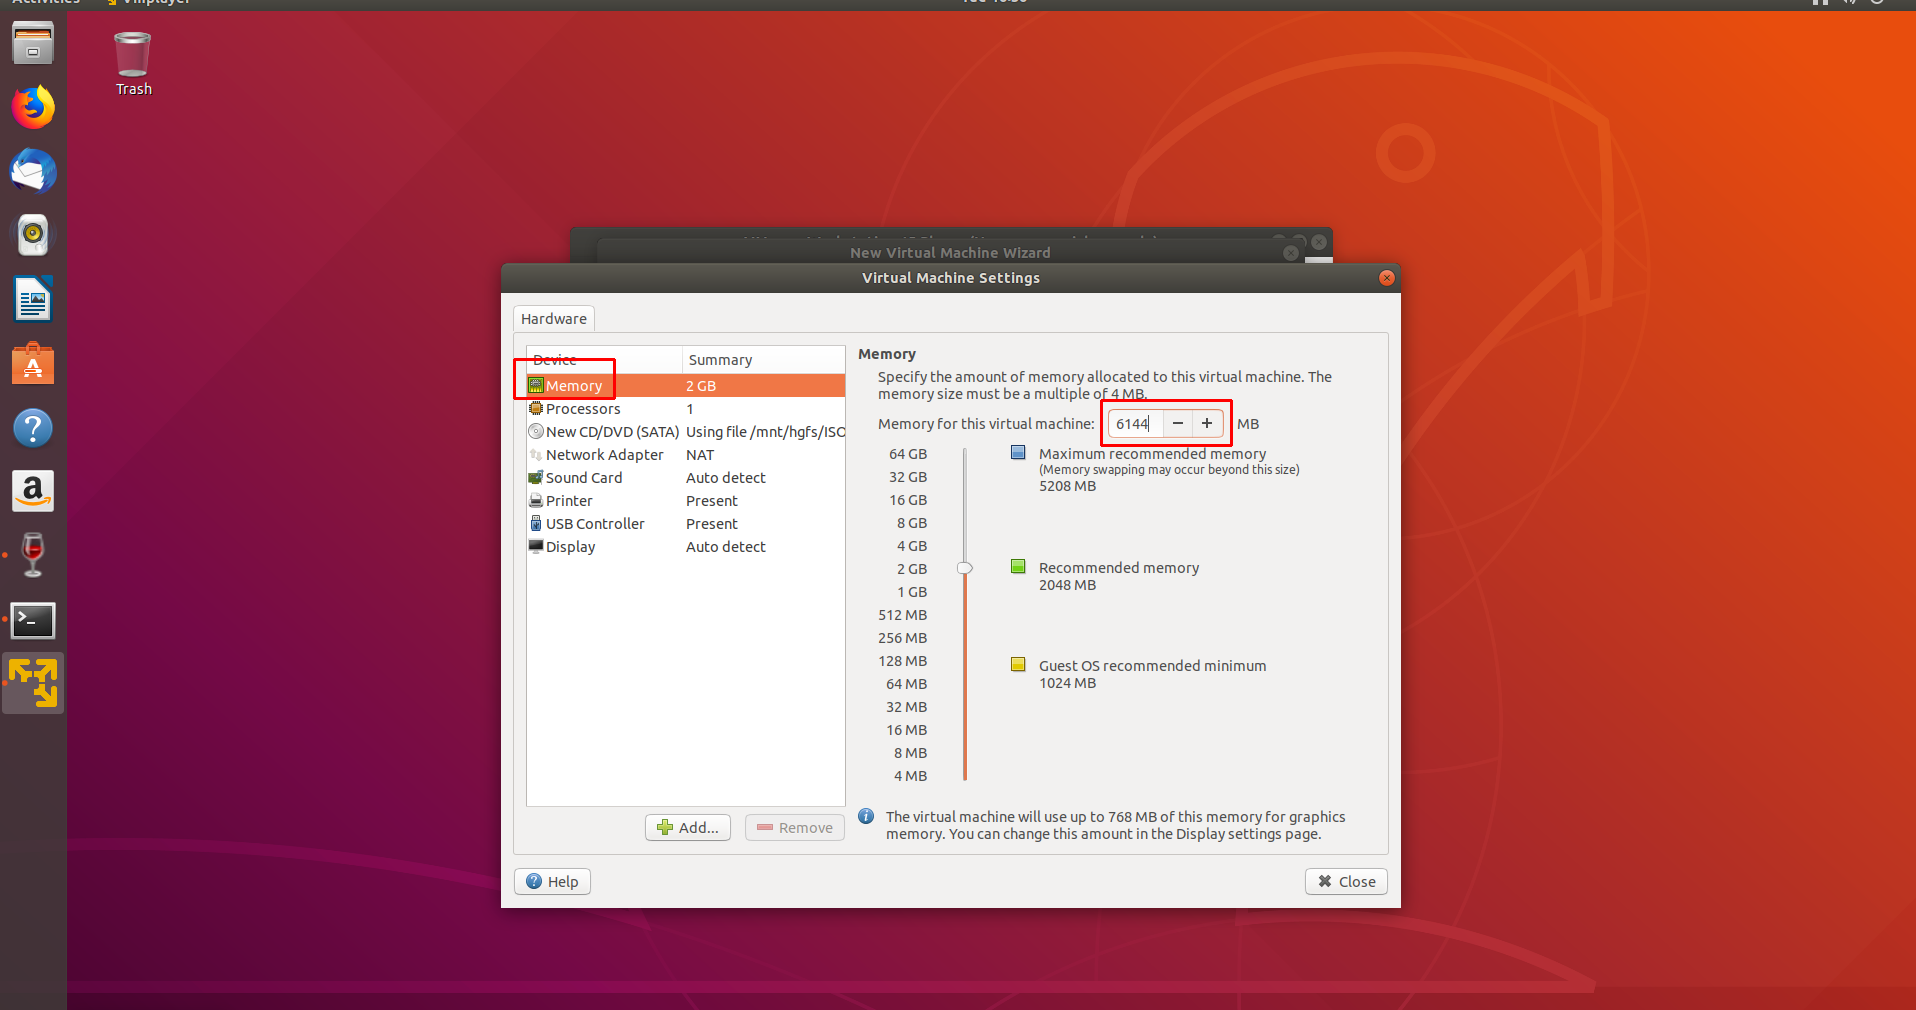 Trash
New Virtual Machine Wizard
Virtual Machine Settings
Hardware
Device Summary
Memory 2 GB
Processors 1
New CD/DVD (SATA) Using file /mnt/hgfs/ISO
Network Adapter NAT
Sound Card Auto detect
Printer Present
USB Controller Present
Display Auto detect
Add...
Remove
Memory
Specify the amount of memory allocated to this virtual machine. The
memory size must be a multiple of 4 MB.
Memory for this virtual machine: 6144 − + MB
64 GB
32 GB
16 GB
8 GB
4 GB
2 GB
1 GB
512 MB
256 MB
128 MB
64 MB
32 MB
16 MB
8 MB
4 MB
Maximum recommended memory
(Memory swapping may occur beyond this size)
5208 MB
Recommended memory
2048 MB
Guest OS recommended minimum
1024 MB
The virtual machine will use up to 768 MB of this memory for graphics
memory. You can change this amount in the Display settings page.
Help
Close